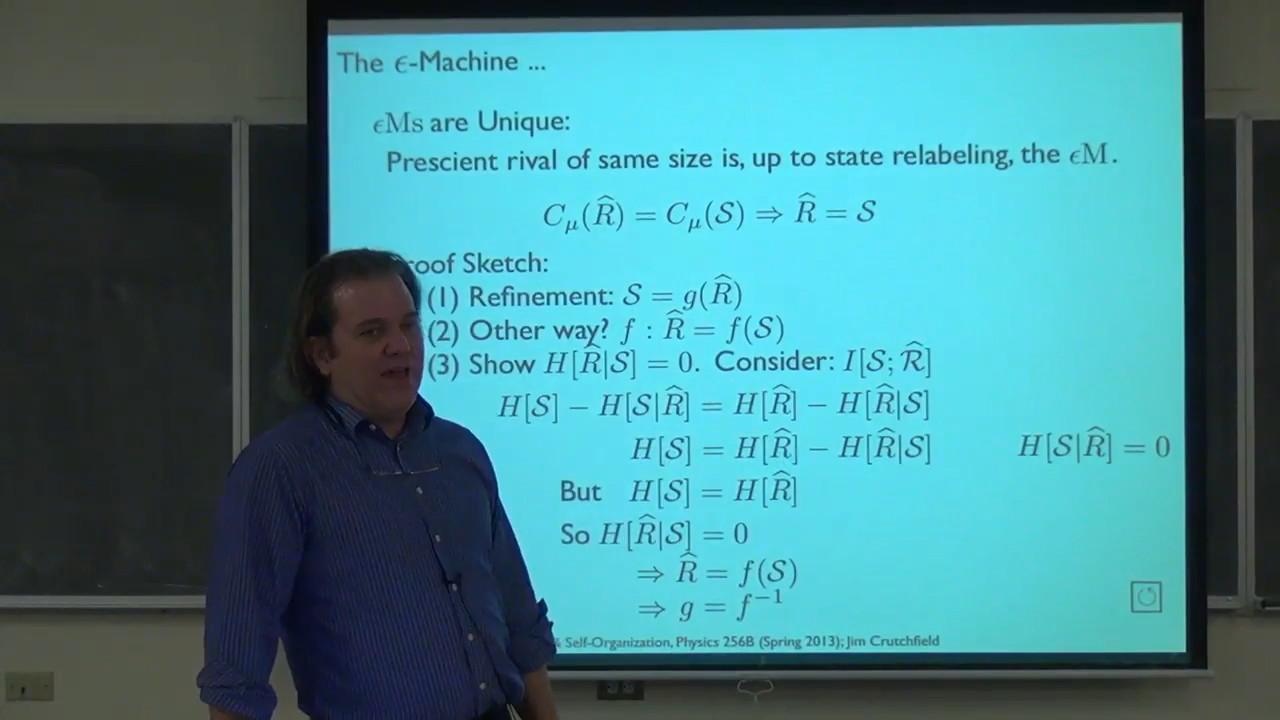 The ϵ-Machine ...
ϵMs are Unique:
Prescient rival of same size is, up to state relabeling, the ϵM.
C_μ(R̂) = C_μ(𝒮) ⇒ R̂ = 𝒮
roof Sketch:
(1) Refinement: 𝒮 = g(R̂)
(2) Other way? f : R̂ = f(𝒮)
(3) Show H[R̂|𝒮] = 0. Consider: I[𝒮; ℛ̂]
H[𝒮] − H[𝒮|R̂] = H[R̂] − H[R̂|𝒮]
H[𝒮] = H[R̂] − H[R̂|𝒮] H[𝒮|R̂] = 0
But H[𝒮] = H[R̂]
So H[R̂|𝒮] = 0
⇒ R̂ = f(𝒮)
⇒ g = f⁻¹
& Self-Organization, Physics 256B (Spring 2013); Jim Crutchfield